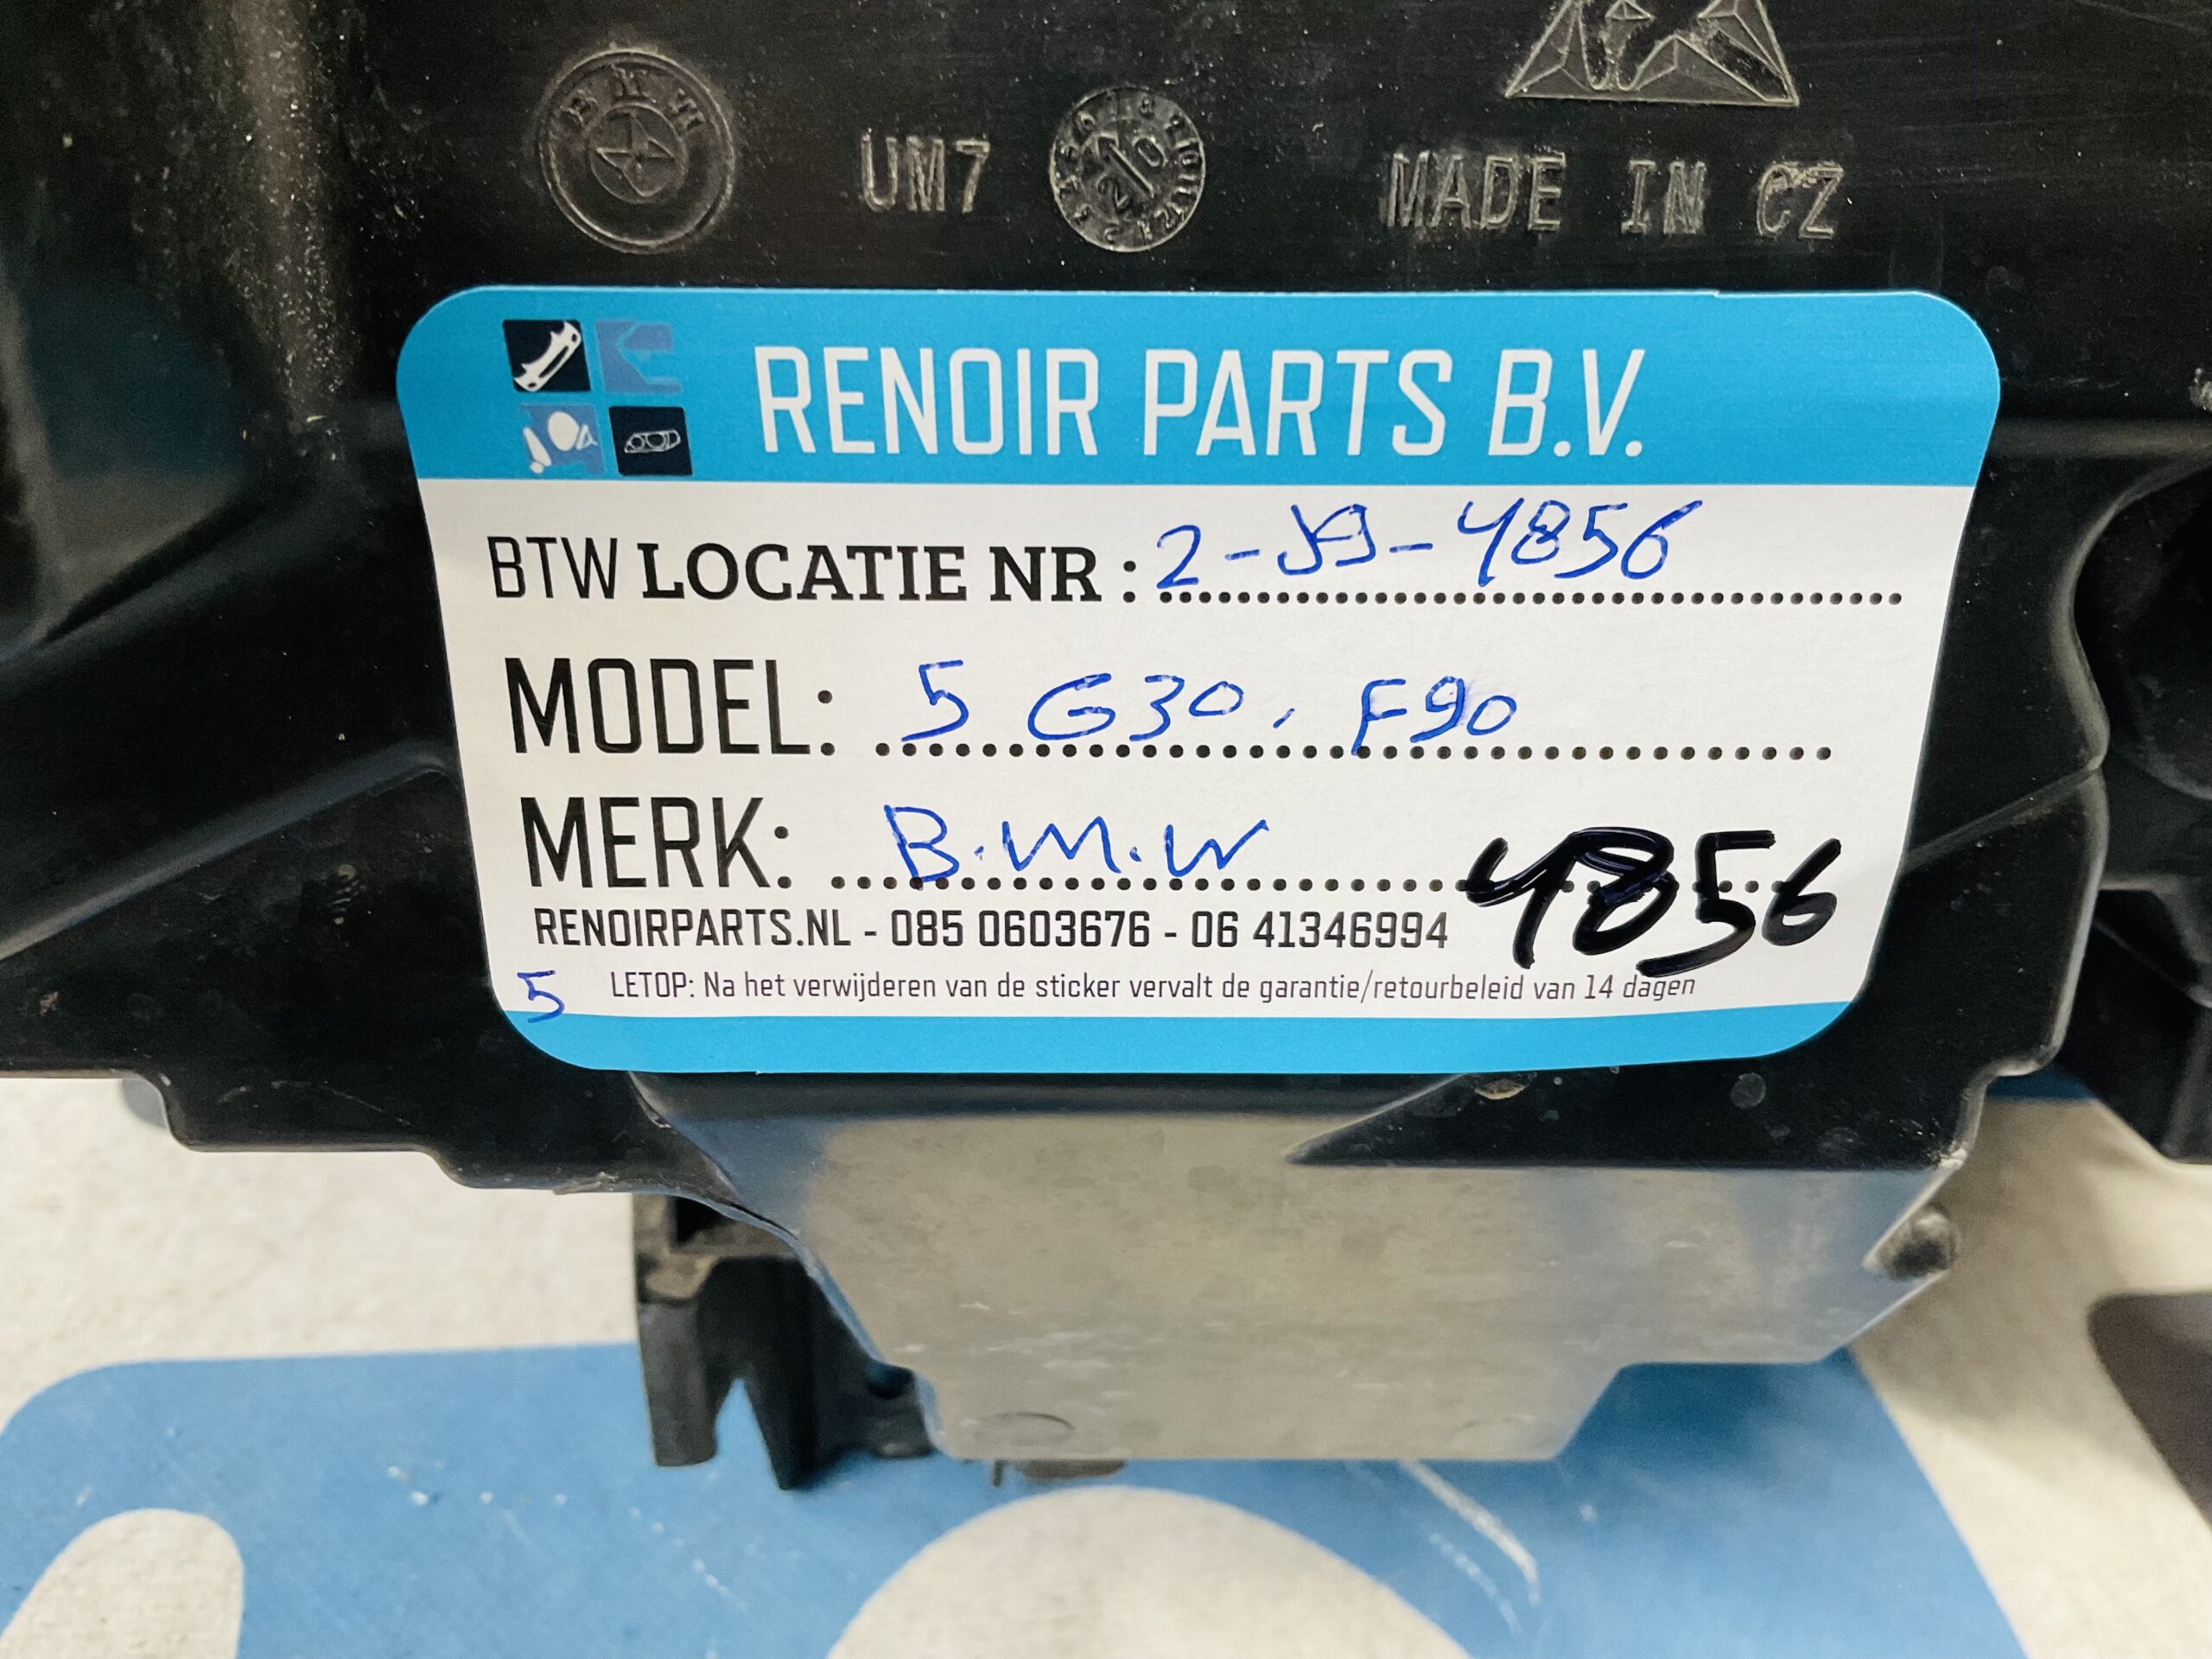 UM7
MADE IN CZ
RENOIR PARTS B.V.
BTW LOCATIE NR : 2-J9-4856
MODEL: 5 G30, F90
MERK: B.M.W
4856
RENOIRPARTS.NL - 085 0603676 - 06 41346994
5
LETOP: Na het verwijderen van de sticker vervalt de garantie/retourbeleid van 14 dagen